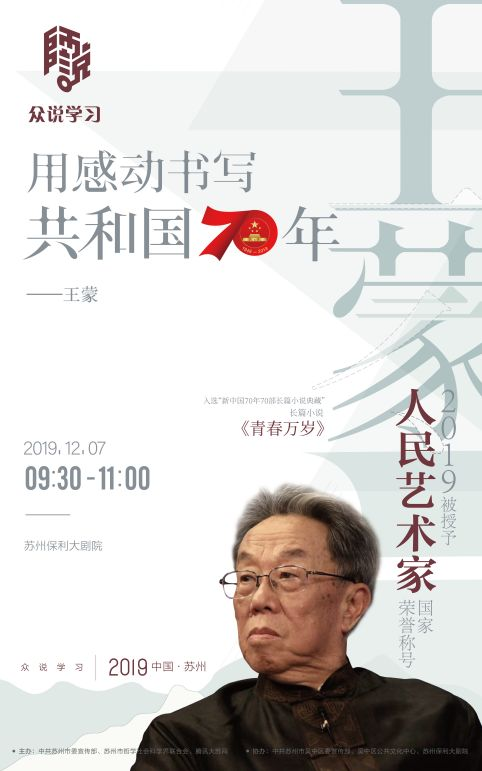 師说
众说学习
王蒙
用感动书写
共和国70年
——王蒙
入选“新中国70年70部长篇小说典藏”
长篇小说
《青春万岁》
2019.12.07
09:30-11:00
苏州保利大剧院
2019被授予
人民艺术家
国家
荣誉称号
众说学习 2019 中国·苏州
• 主办：中共苏州市委宣传部、苏州市哲学社会科学界联合会、腾讯大苏网 • 协办：中共苏州市吴中区委宣传部、吴中区公共文化中心、苏州保利大剧院